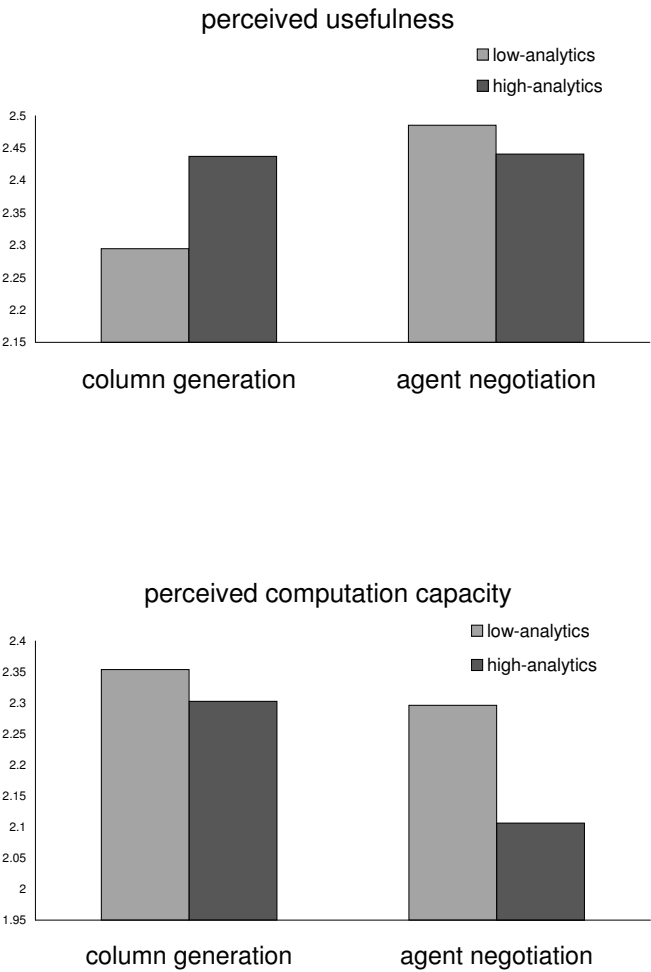 perceived usefulness
low-analytics
high-analytics
2.5
2.45
2.4
2.35
2.3
2.25
2.2
2.15
column generation agent negotiation
perceived computation capacity
low-analytics
high-analytics
2.4
2.35
2.3
2.25
2.2
2.15
2.1
2.05
2
1.95
column generation agent negotiation